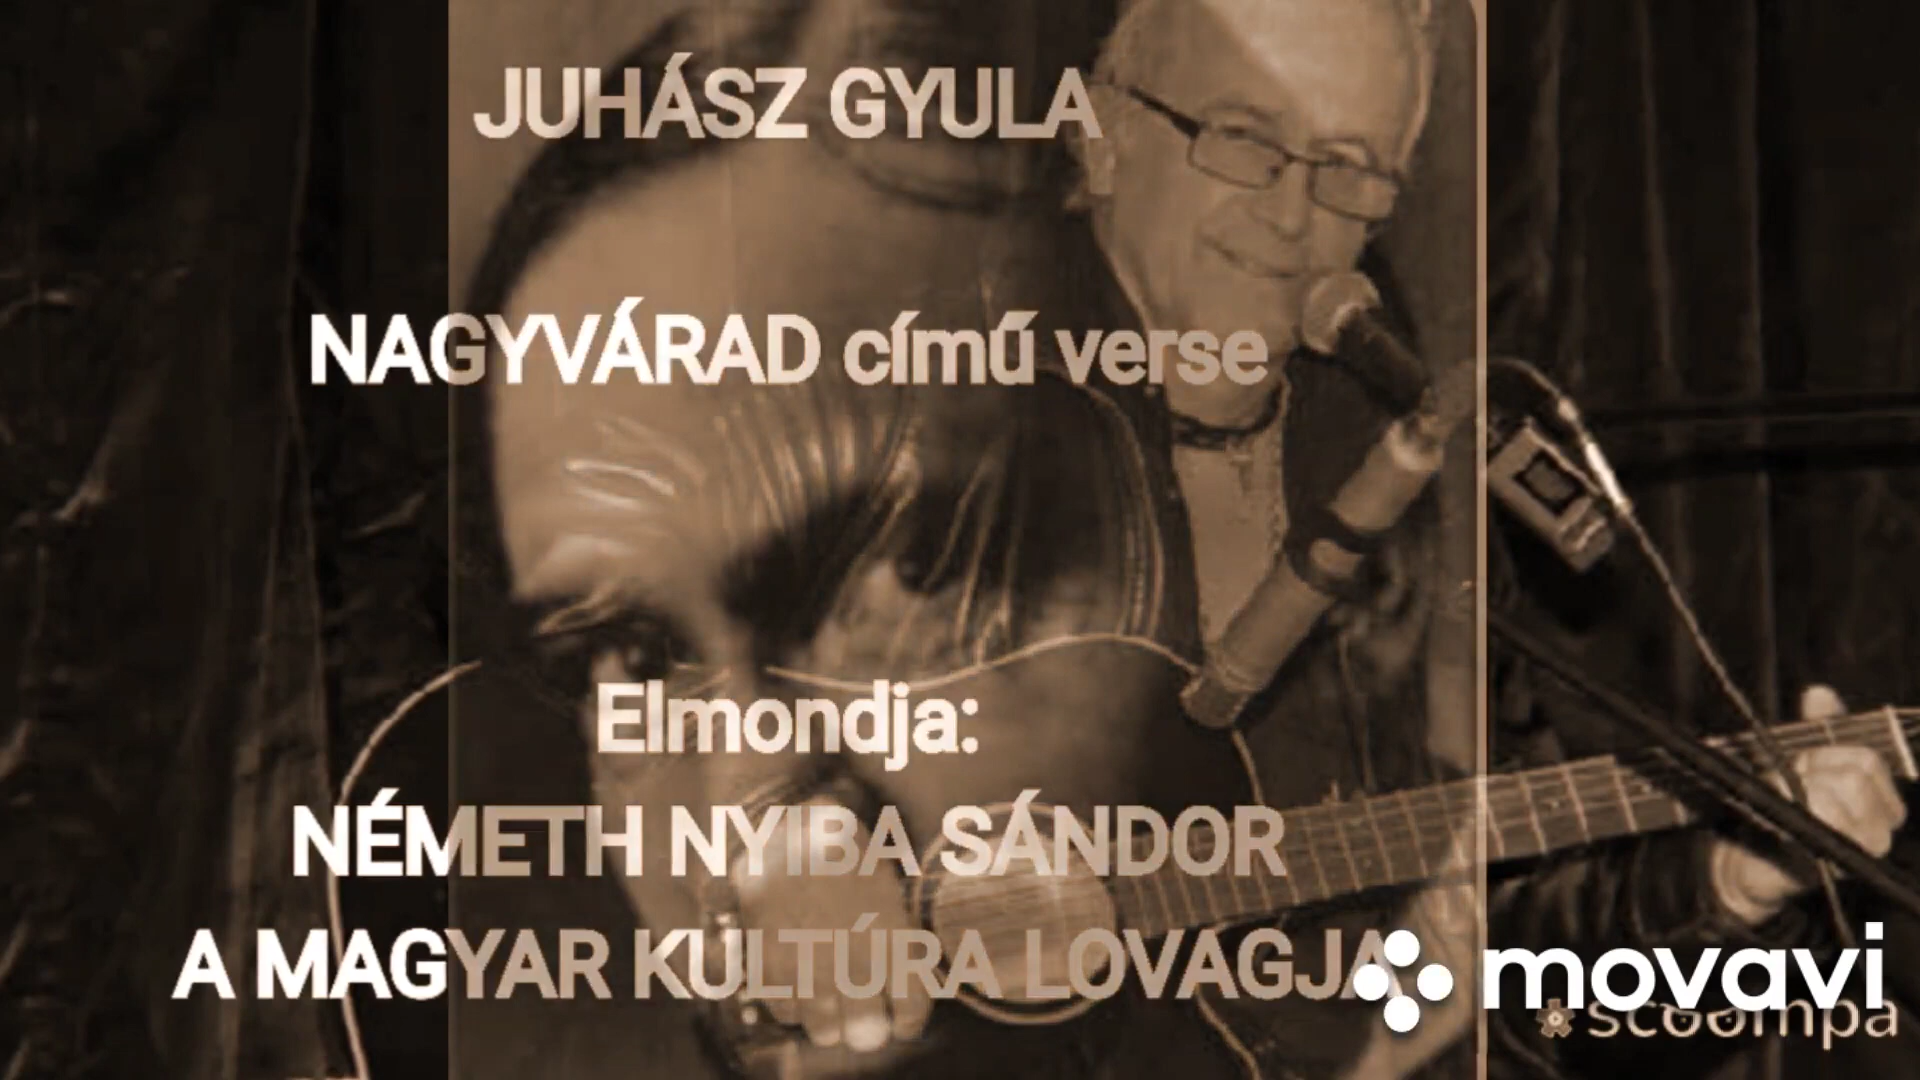 JUHÁSZ GYULA
NAGYVÁRAD című verse
Elmondja:
NÉMETH NYIBA SÁNDOR
A MAGYAR KULTÚRA LOVAGJA
movavi
scoompa